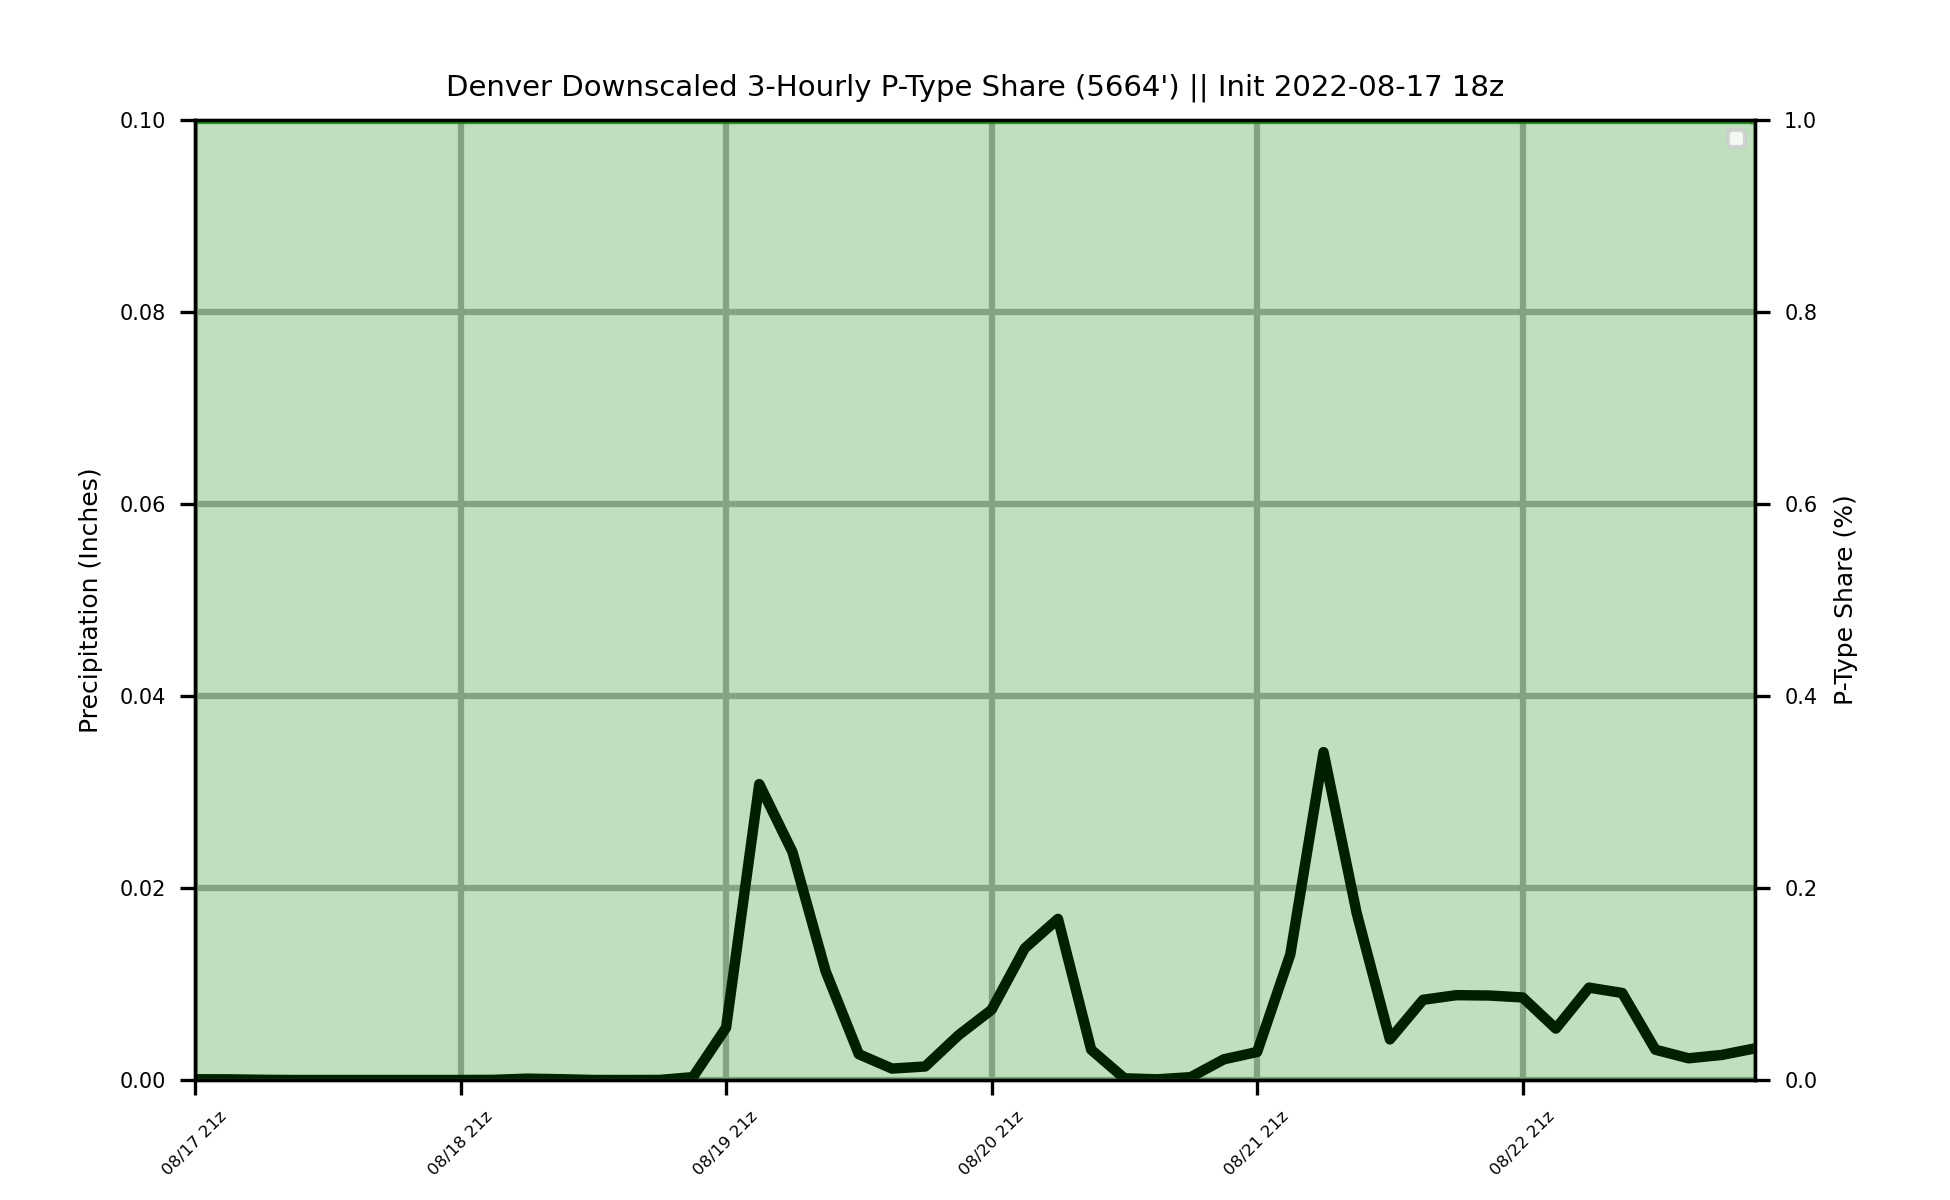 Denver Downscaled 3-Hourly P-Type Share (5664') || Init 2022-08-17 18z
0.10
0.08
0.06
0.04
0.02
0.00
Precipitation (Inches)
1.0
0.8
0.6
0.4
0.2
0.0
P-Type Share (%)
08/17 21z
08/18 21z
08/19 21z
08/20 21z
08/21 21z
08/22 21z